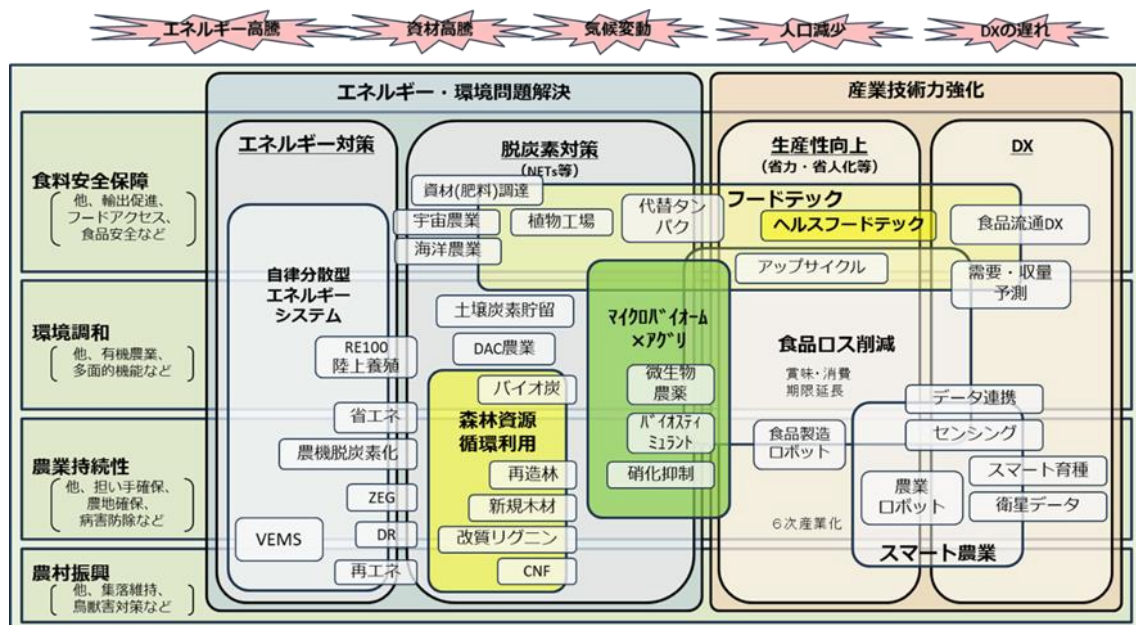 エネルギー高騰
資材高騰
気候変動
人口減少
DXの遅れ
エネルギー・環境問題解決
産業技術力強化
エネルギー対策
脱炭素対策
(NETs等)
生産性向上
(省力・省人化等)
DX
食料安全保障
他、輸出促進、
フードアクセス、
食品安全など
資材(肥料)調達
宇宙農業
植物工場
海洋農業
代替タン
パク
フードテック
ヘルスフードテック
食品流通DX
アップサイクル
需要・収量
予測
自律分散型
エネルギー
システム
環境調和
他、有機農業、
多面的機能など
RE100
陸上養殖
土壌炭素貯留
DAC農業
バイオ炭
ﾏｲｸﾛﾊﾞｲｵｰﾑ
×ｱｸﾞﾘ
微生物
農薬
食品ロス削減
賞味・消費
期限延長
データ連携
農業持続性
他、担い手確保、
農地確保、
病害防除など
省エネ
農機脱炭素化
ZEG
DR
VEMS
森林資源
循環利用
再造林
新規木材
改質リグニン
ﾊﾞｲｵｽﾃｨ
ﾐｭﾗﾝﾄ
硝化抑制
食品製造
ロボット
6次産業化
センシング
スマート育種
農業
ロボット
衛星データ
スマート農業
農村振興
他、集落維持、
鳥獣害対策など
再エネ
CNF